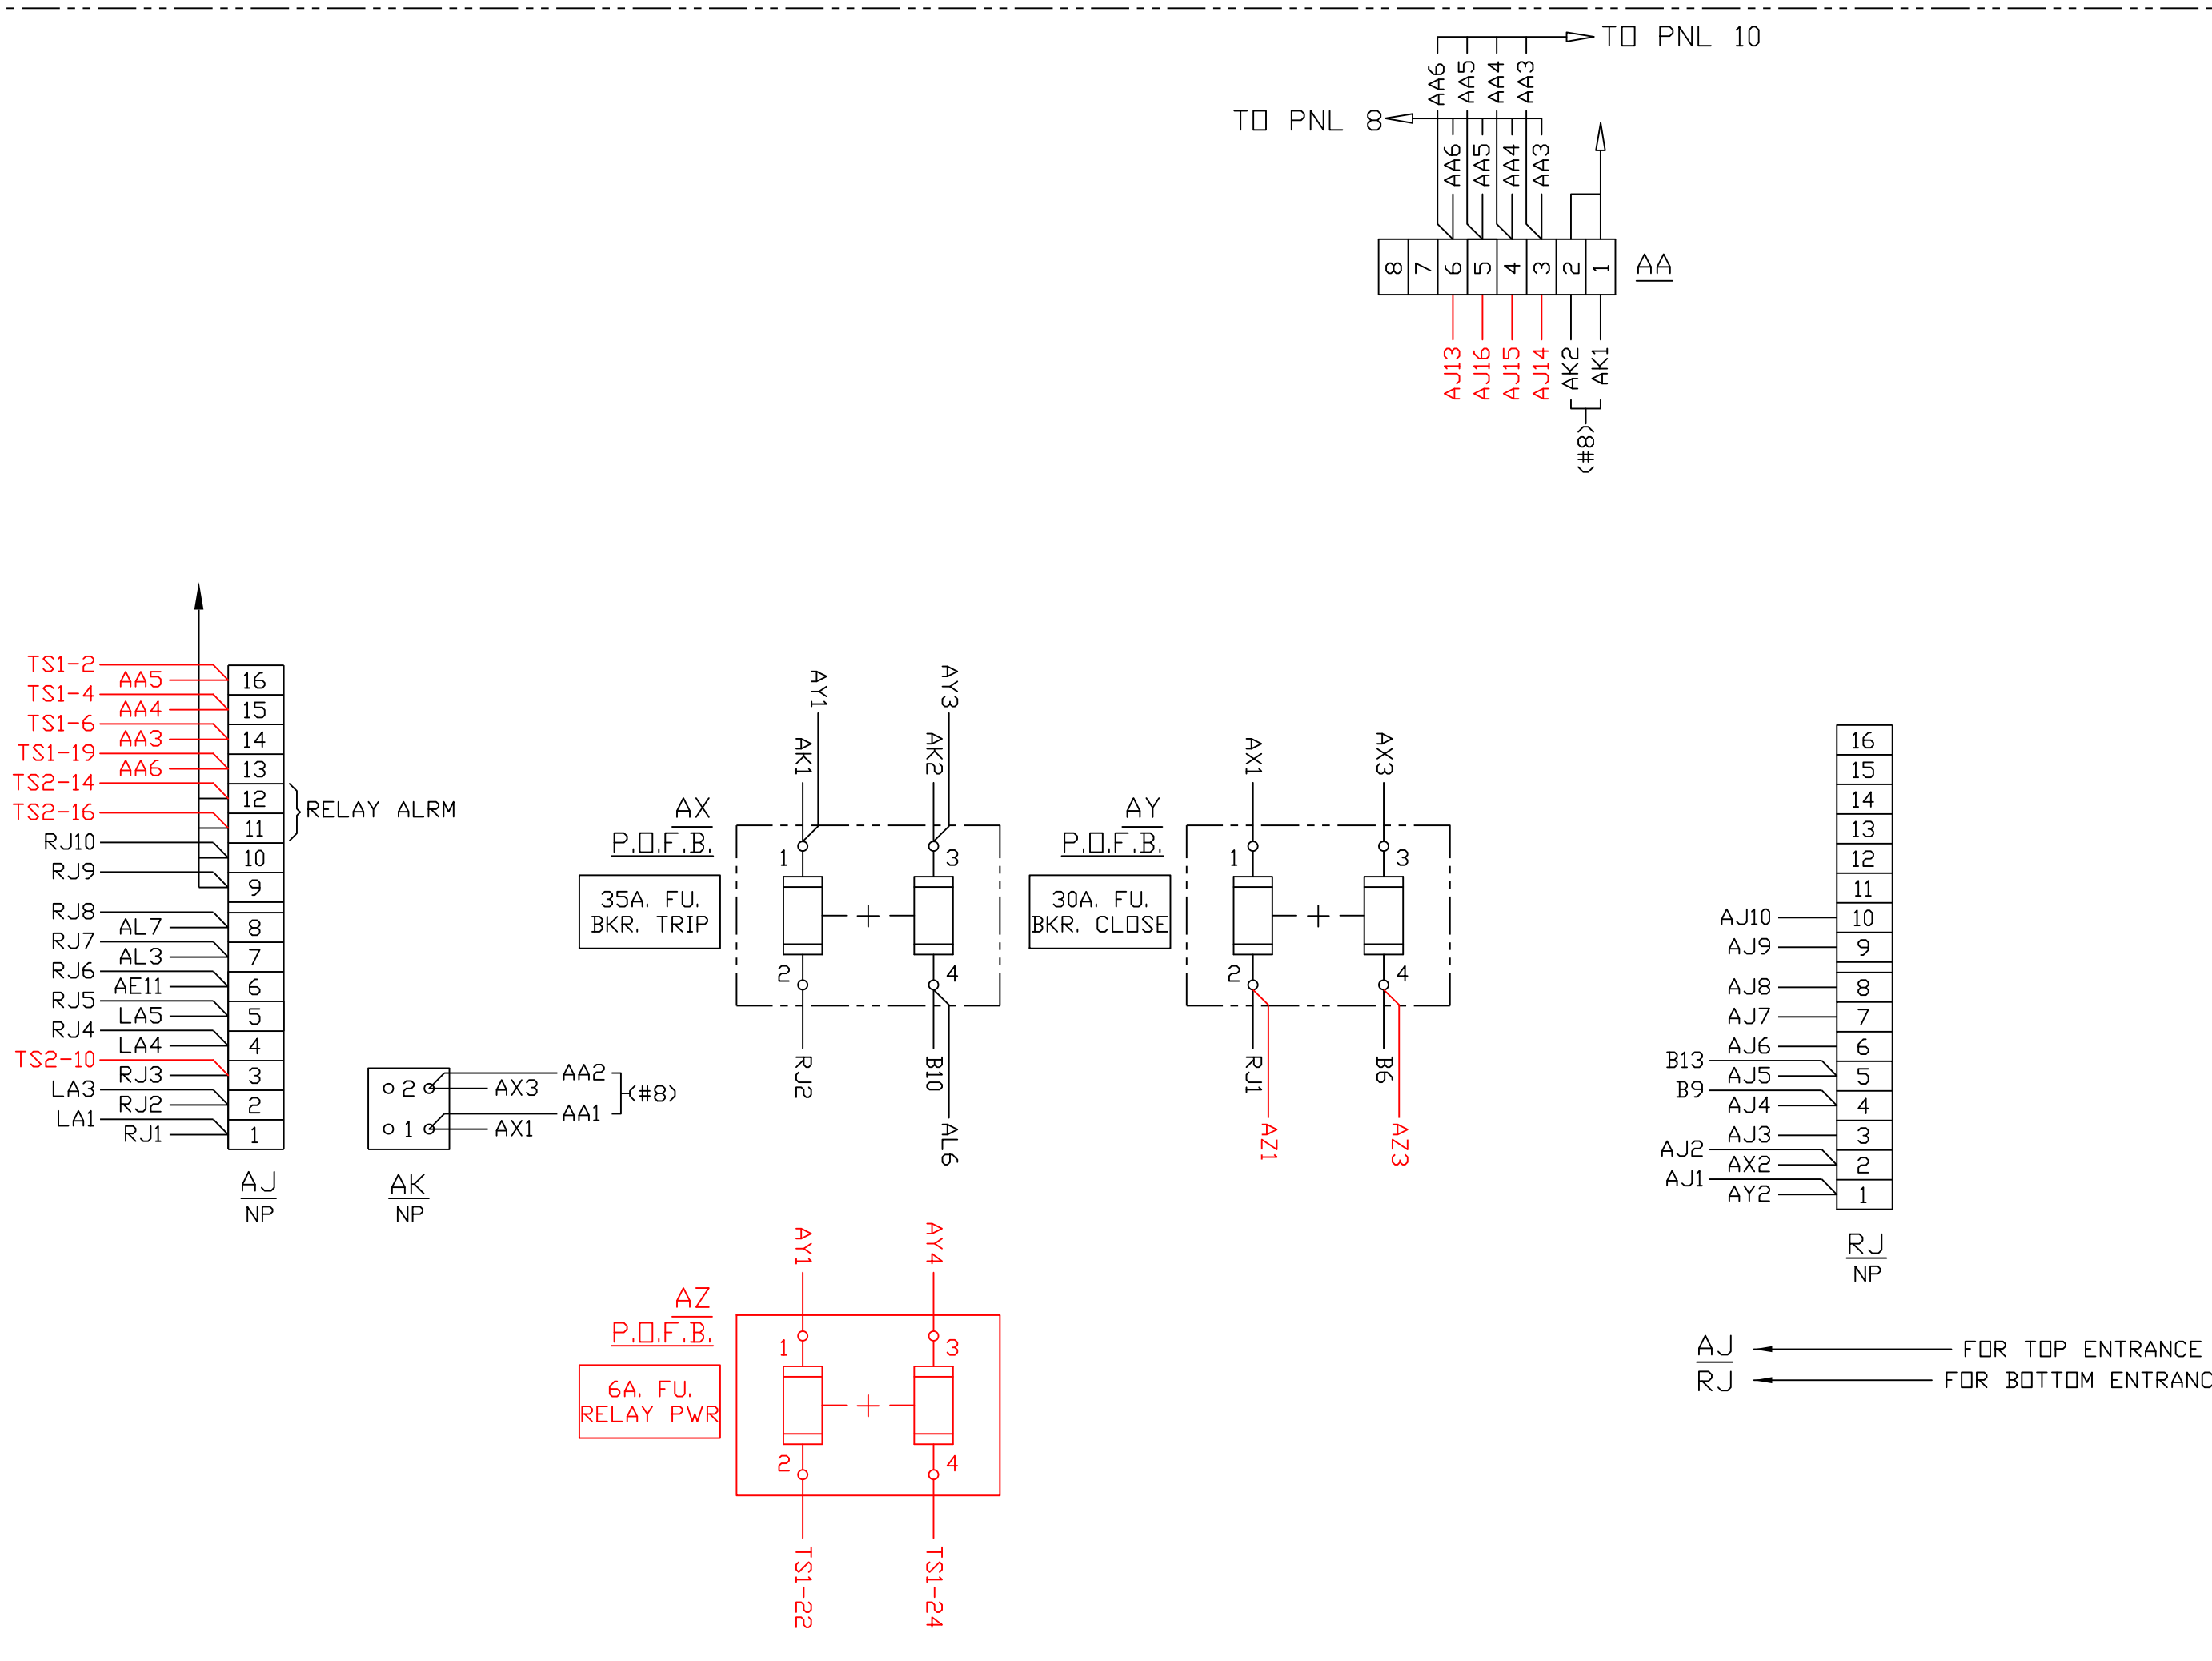 TO PNL 10
AA6
AA5
AA4
AA3
TO PNL 8
AA6
AA5
AA4
AA3
8
7
6
5
4
3
2
1
AA
AJ13
AJ16
AJ15
AJ14
AK2
AK1
(#8)
TS1-2
AA5
16
TS1-4
AA4
15
TS1-6
AA3
14
TS1-19
AA6
13
TS2-14
12
TS2-16
11
RELAY ALRM
RJ10
10
RJ9
9
RJ8
AL7
8
RJ7
AL3
7
RJ6
AE11
6
RJ5
LA5
5
RJ4
LA4
4
TS2-10
RJ3
3
LA3
RJ2
2
LA1
RJ1
1
AJ
NP
2
1
AA2
AX3
AA1
AX1
(#8)
AK
NP
AY1
AK1
AY3
AK2
AX
P.O.F.B.
35A. FU.
BKR. TRIP
1
3
2
4
RJ2
B10
AL6
AX1
AX3
AY
P.O.F.B.
30A. FU.
BKR. CLOSE
1
3
2
4
RJ1
AZ1
B6
AZ3
AY1
AY4
AZ
P.O.F.B.
6A. FU.
RELAY PWR
1
3
2
4
TS1-22
TS1-24
16
15
14
13
12
11
AJ10
10
AJ9
9
AJ8
8
AJ7
7
AJ6
6
B13
AJ5
5
B9
AJ4
4
AJ3
3
AJ2
AX2
2
AJ1
AY2
1
RJ
NP
AJ
FOR TOP ENTRANCE
RJ
FOR BOTTOM ENTRANC